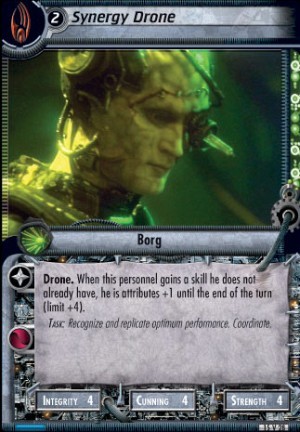 2 Synergy Drone
Borg
Drone. When this personnel gains a skill he does not
already have, he is attributes +1 until the end of the turn
(limit +4).
Task: Recognize and replicate optimum performance. Coordinate.
INTEGRITY 4 CUNNING 4 STRENGTH 4